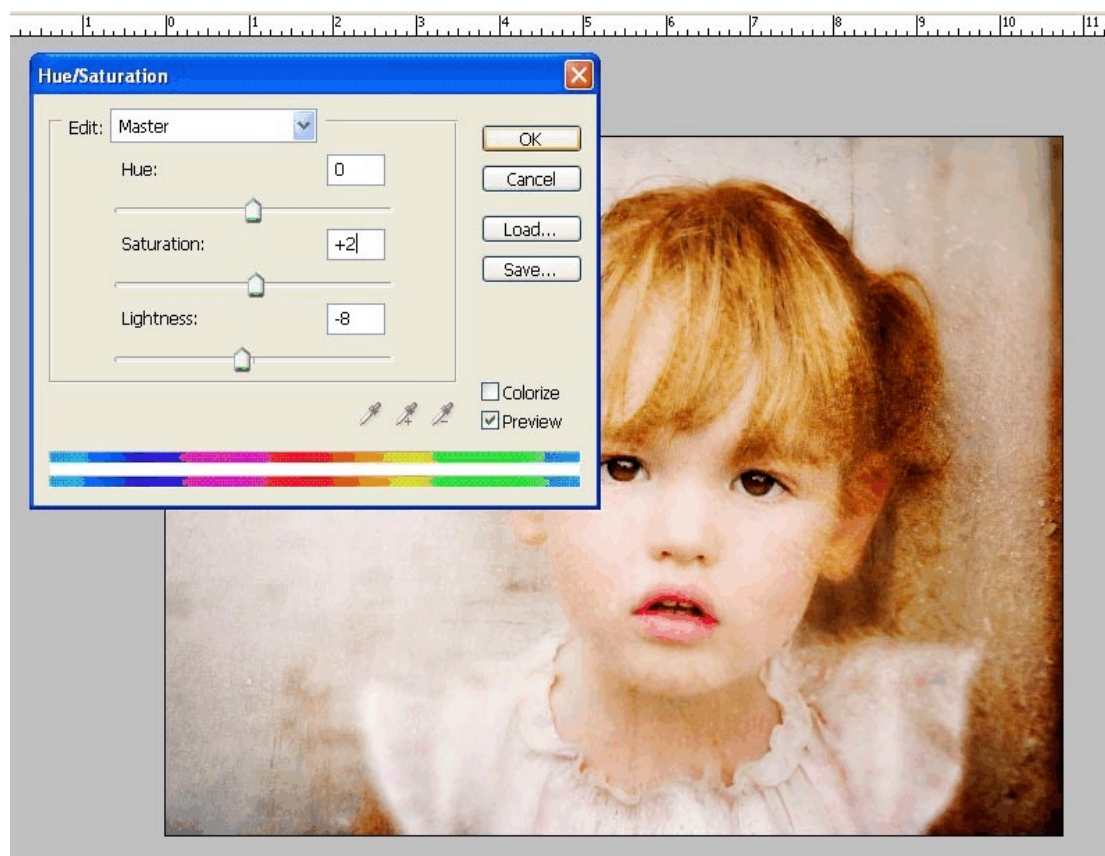 1 0 1 2 3 4 5 6 7 8 9 10 11
Hue/Saturation
Edit: Master
OK
Hue: 0
Cancel
Load...
Saturation: +2
Save...
Lightness: -8
Colorize
Preview